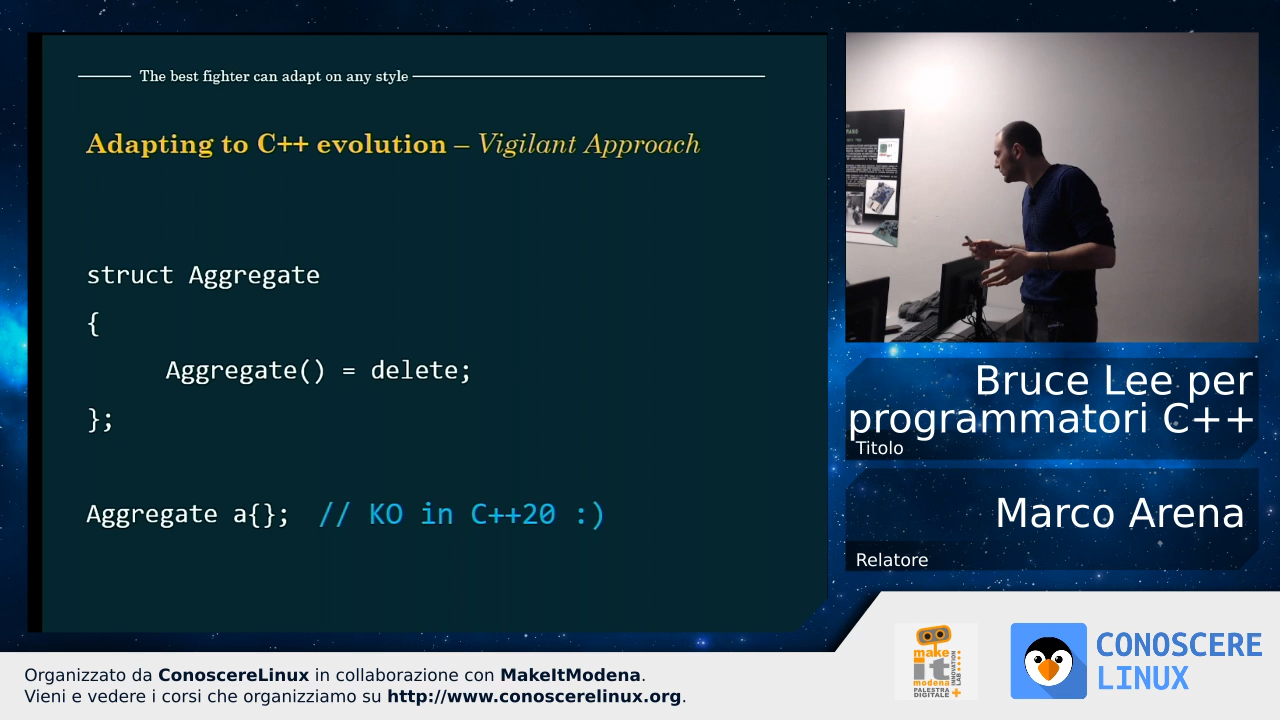 The best fighter can adapt on any style
Adapting to C++ evolution – Vigilant Approach
struct Aggregate
{
Aggregate() = delete;
};
Aggregate a{}; // KO in C++20 :)
Bruce Lee per
programmatori C++
Titolo
Marco Arena
Relatore
make
it
modena
PALESTRA
DIGITALE
INNOVATION
LAB
CONOSCERE
LINUX
Organizzato da ConoscereLinux in collaborazione con MakeItModena.
Vieni e vedere i corsi che organizziamo su http://www.conoscerelinux.org.